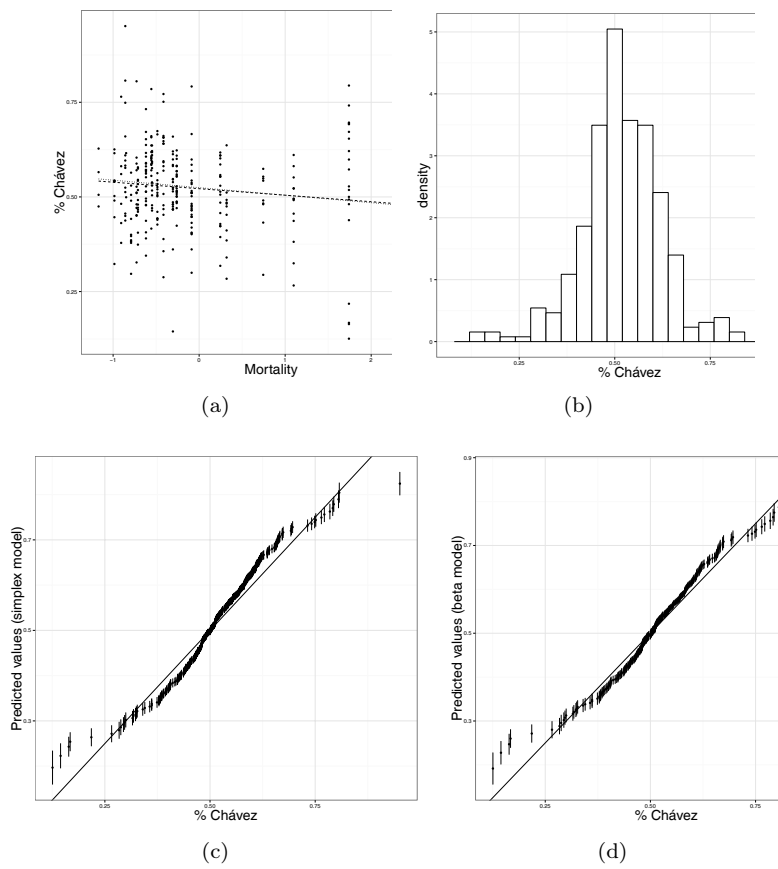 % Chávez
0.75
0.50
0.25
−1
0
1
2
Mortality
(a)
density
5
4
3
2
1
0
0.25
0.50
0.75
% Chávez
(b)
Predicted values (simplex model)
0.7
0.5
0.3
0.25
0.50
0.75
% Chávez
(c)
Predicted values (beta model)
0.9
0.7
0.5
0.3
0.25
0.50
0.75
% Chávez
(d)